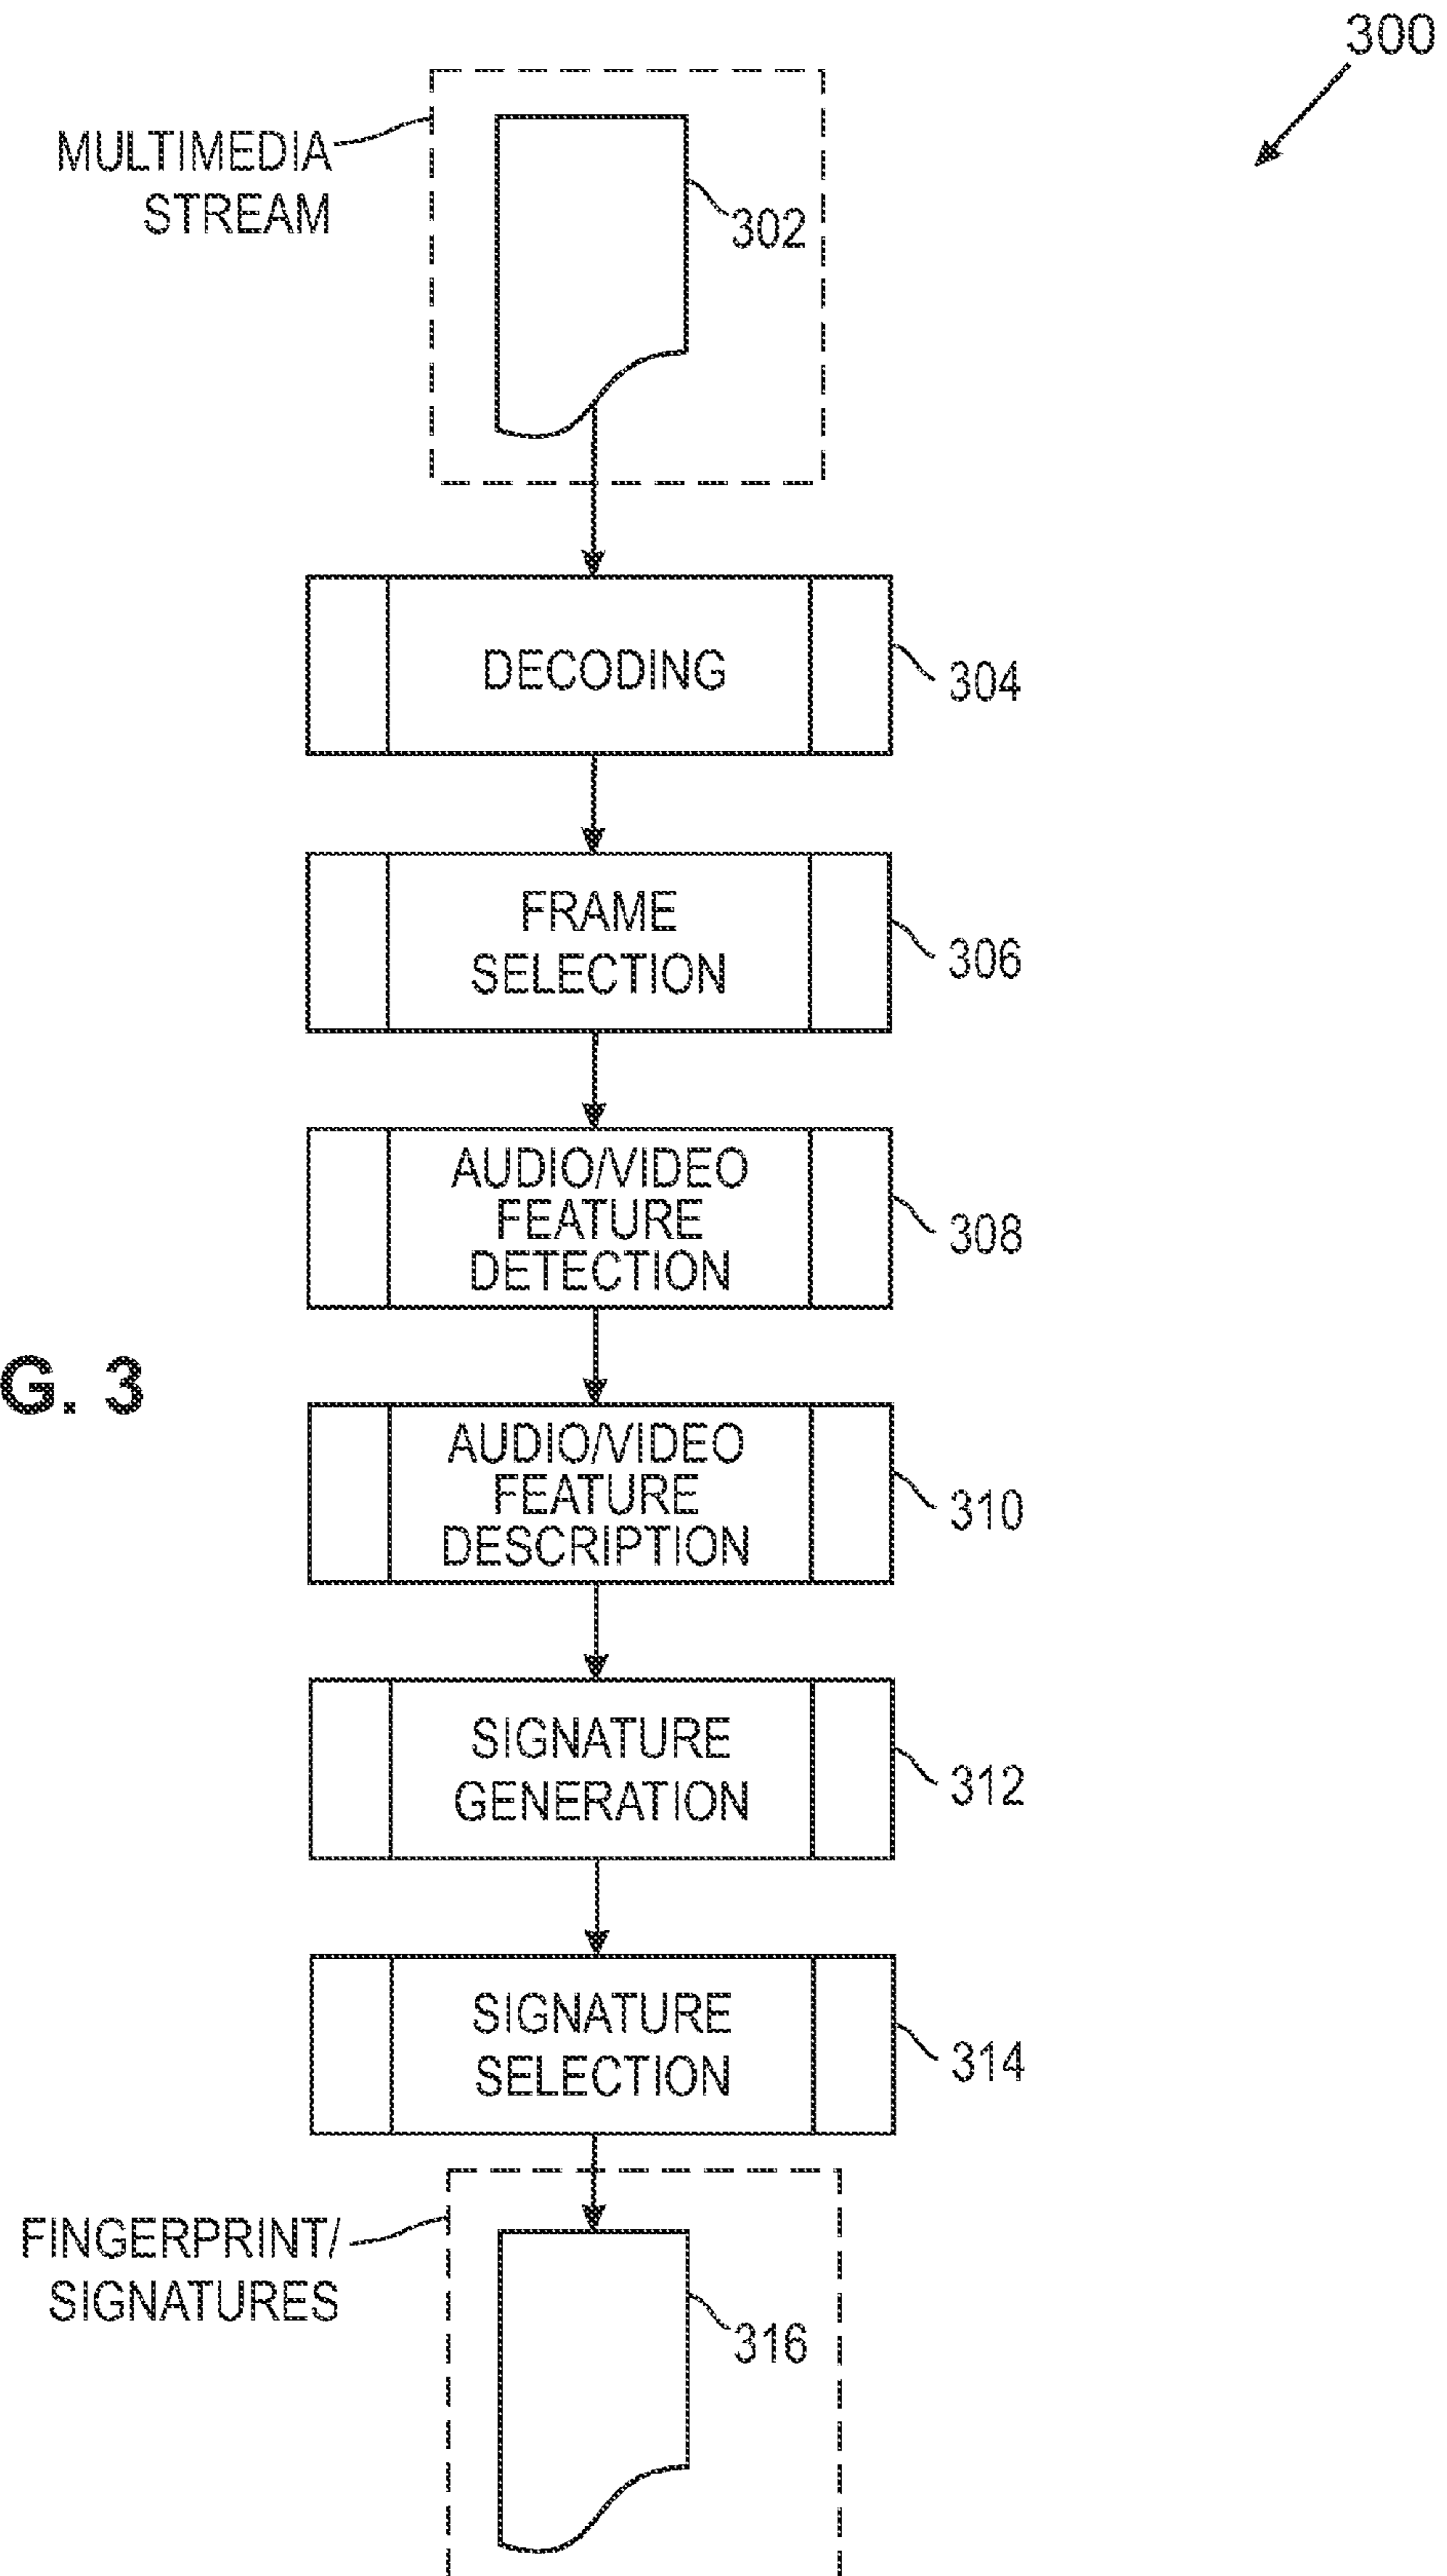 300
MULTIMEDIA
STREAM
302
DECODING
304
FRAME
SELECTION
306
AUDIO/VIDEO
FEATURE
DETECTION
308
G. 3
AUDIO/VIDEO
FEATURE
DESCRIPTION
310
SIGNATURE
GENERATION
312
SIGNATURE
SELECTION
314
FINGERPRINT/
SIGNATURES
316